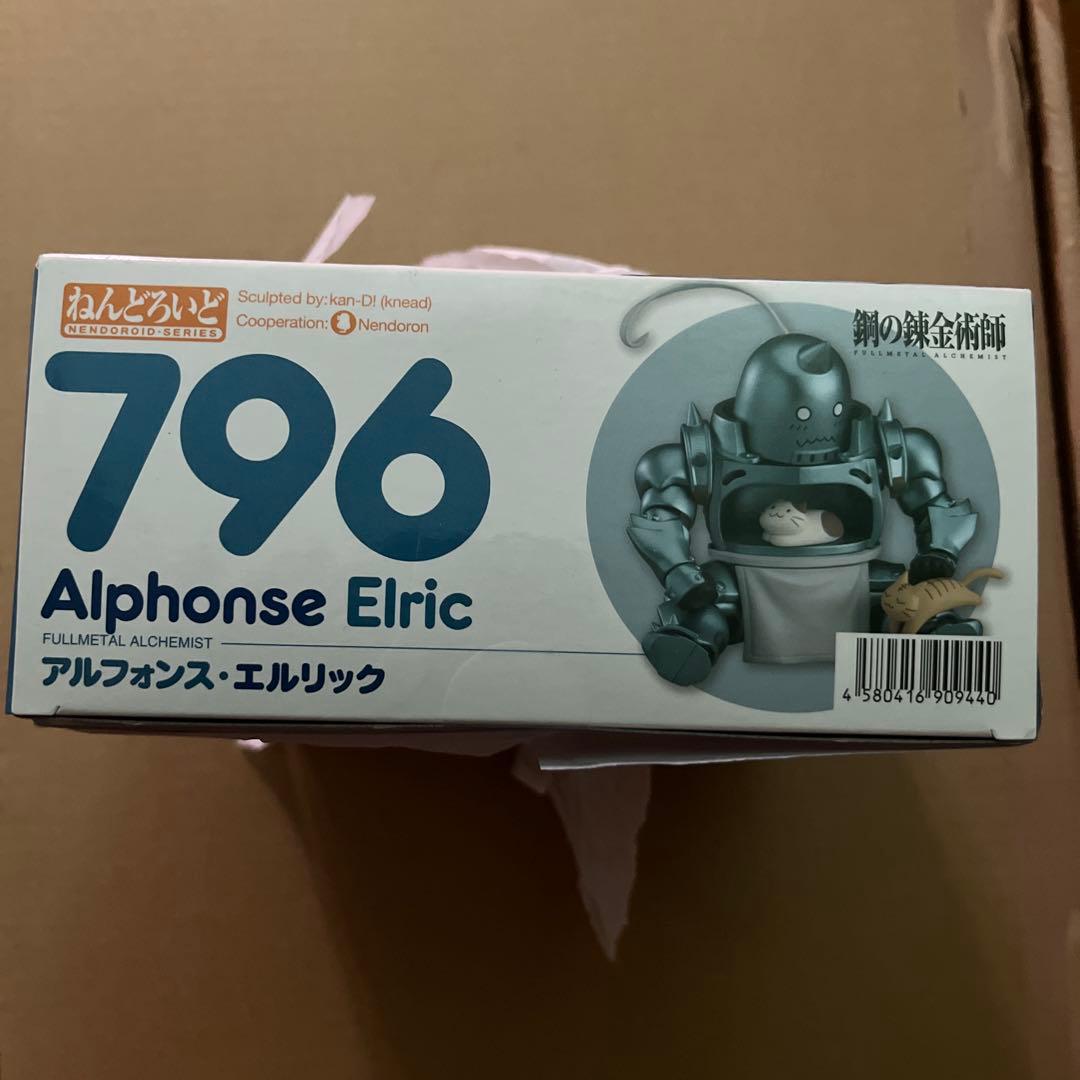 ねんどろいど
NENDOROID·SERIES
Sculpted by: kan-D! (knead)
Cooperation: Nendoron
796
Alphonse Elric
FULLMETAL ALCHEMIST
アルフォンス・エルリック
鋼の錬金術師
FULLMETAL ALCHEMIST
4 580416 909440